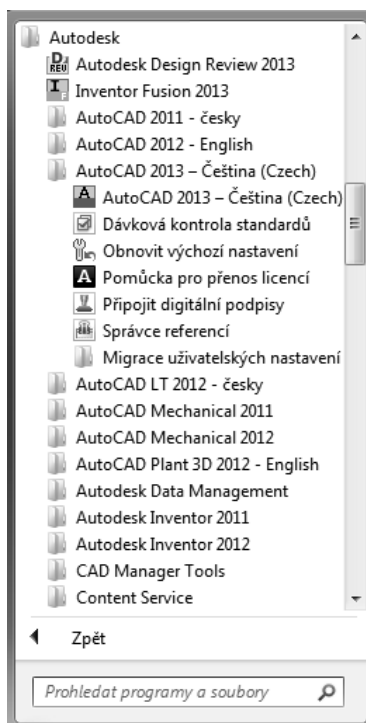 Autodesk
Autodesk Design Review 2013
Inventor Fusion 2013
AutoCAD 2011 - česky
AutoCAD 2012 - English
AutoCAD 2013 – Čeština (Czech)
AutoCAD 2013 – Čeština (Czech)
Dávková kontrola standardů
Obnovit výchozí nastavení
Pomůcka pro přenos licencí
Připojit digitální podpisy
Správce referencí
Migrace uživatelských nastavení
AutoCAD LT 2012 - česky
AutoCAD Mechanical 2011
AutoCAD Mechanical 2012
AutoCAD Plant 3D 2012 - English
Autodesk Data Management
Autodesk Inventor 2011
Autodesk Inventor 2012
CAD Manager Tools
Content Service
Zpět
Prohledat programy a soubory